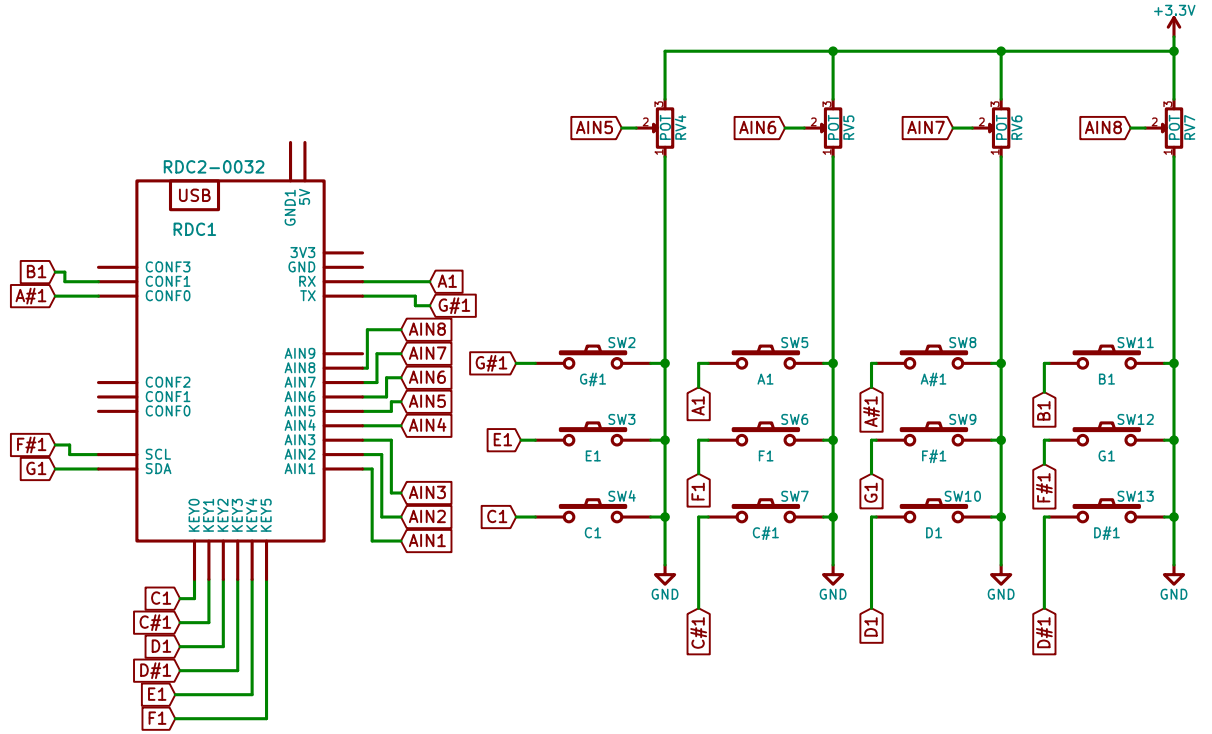 +3.3V
AIN5
2
3
1
POT
RV4
AIN6
2
3
1
POT
RV5
AIN7
2
3
1
POT
RV6
AIN8
2
3
1
POT
RV7
RDC2-0032
USB
RDC1
GND1
5V
CONF3
CONF1
CONF0
CONF2
CONF1
CONF0
SCL
SDA
3V3
GND
RX
TX
AIN9
AIN8
AIN7
AIN6
AIN5
AIN4
AIN3
AIN2
AIN1
KEY0
KEY1
KEY2
KEY3
KEY4
KEY5
B1
A#1
F#1
G1
A1
G#1
AIN8
AIN7
AIN6
AIN5
AIN4
AIN3
AIN2
AIN1
C1
C#1
D1
D#1
E1
F1
G#1
SW2
G#1
A1
SW5
A1
A#1
SW8
A#1
B1
SW11
B1
E1
SW3
E1
F1
SW6
F1
G1
SW9
F#1
F#1
SW12
G1
C1
SW4
C1
C#1
SW7
C#1
D1
SW10
D1
D#1
SW13
D#1
GND
GND
GND
GND